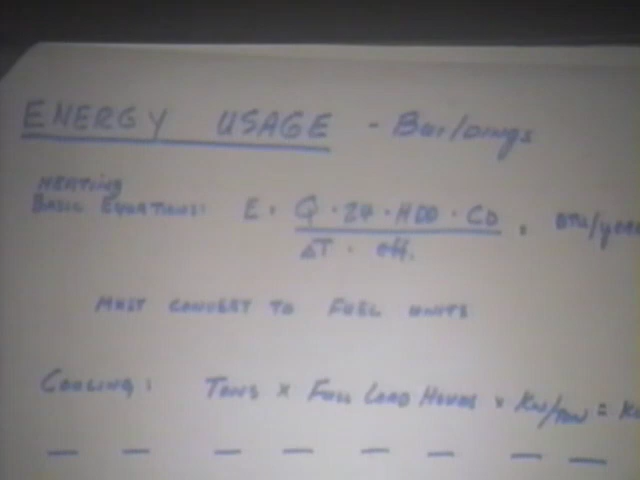 ENERGY USAGE - Buildings
HEATING
BASIC EQUATIONS: E = Q · 24 · HDD · CD = BTU/year
ΔT · eff.
MUST CONVERT TO FUEL UNITS
COOLING: TONS x FULL LOAD HOURS x KW/TON =